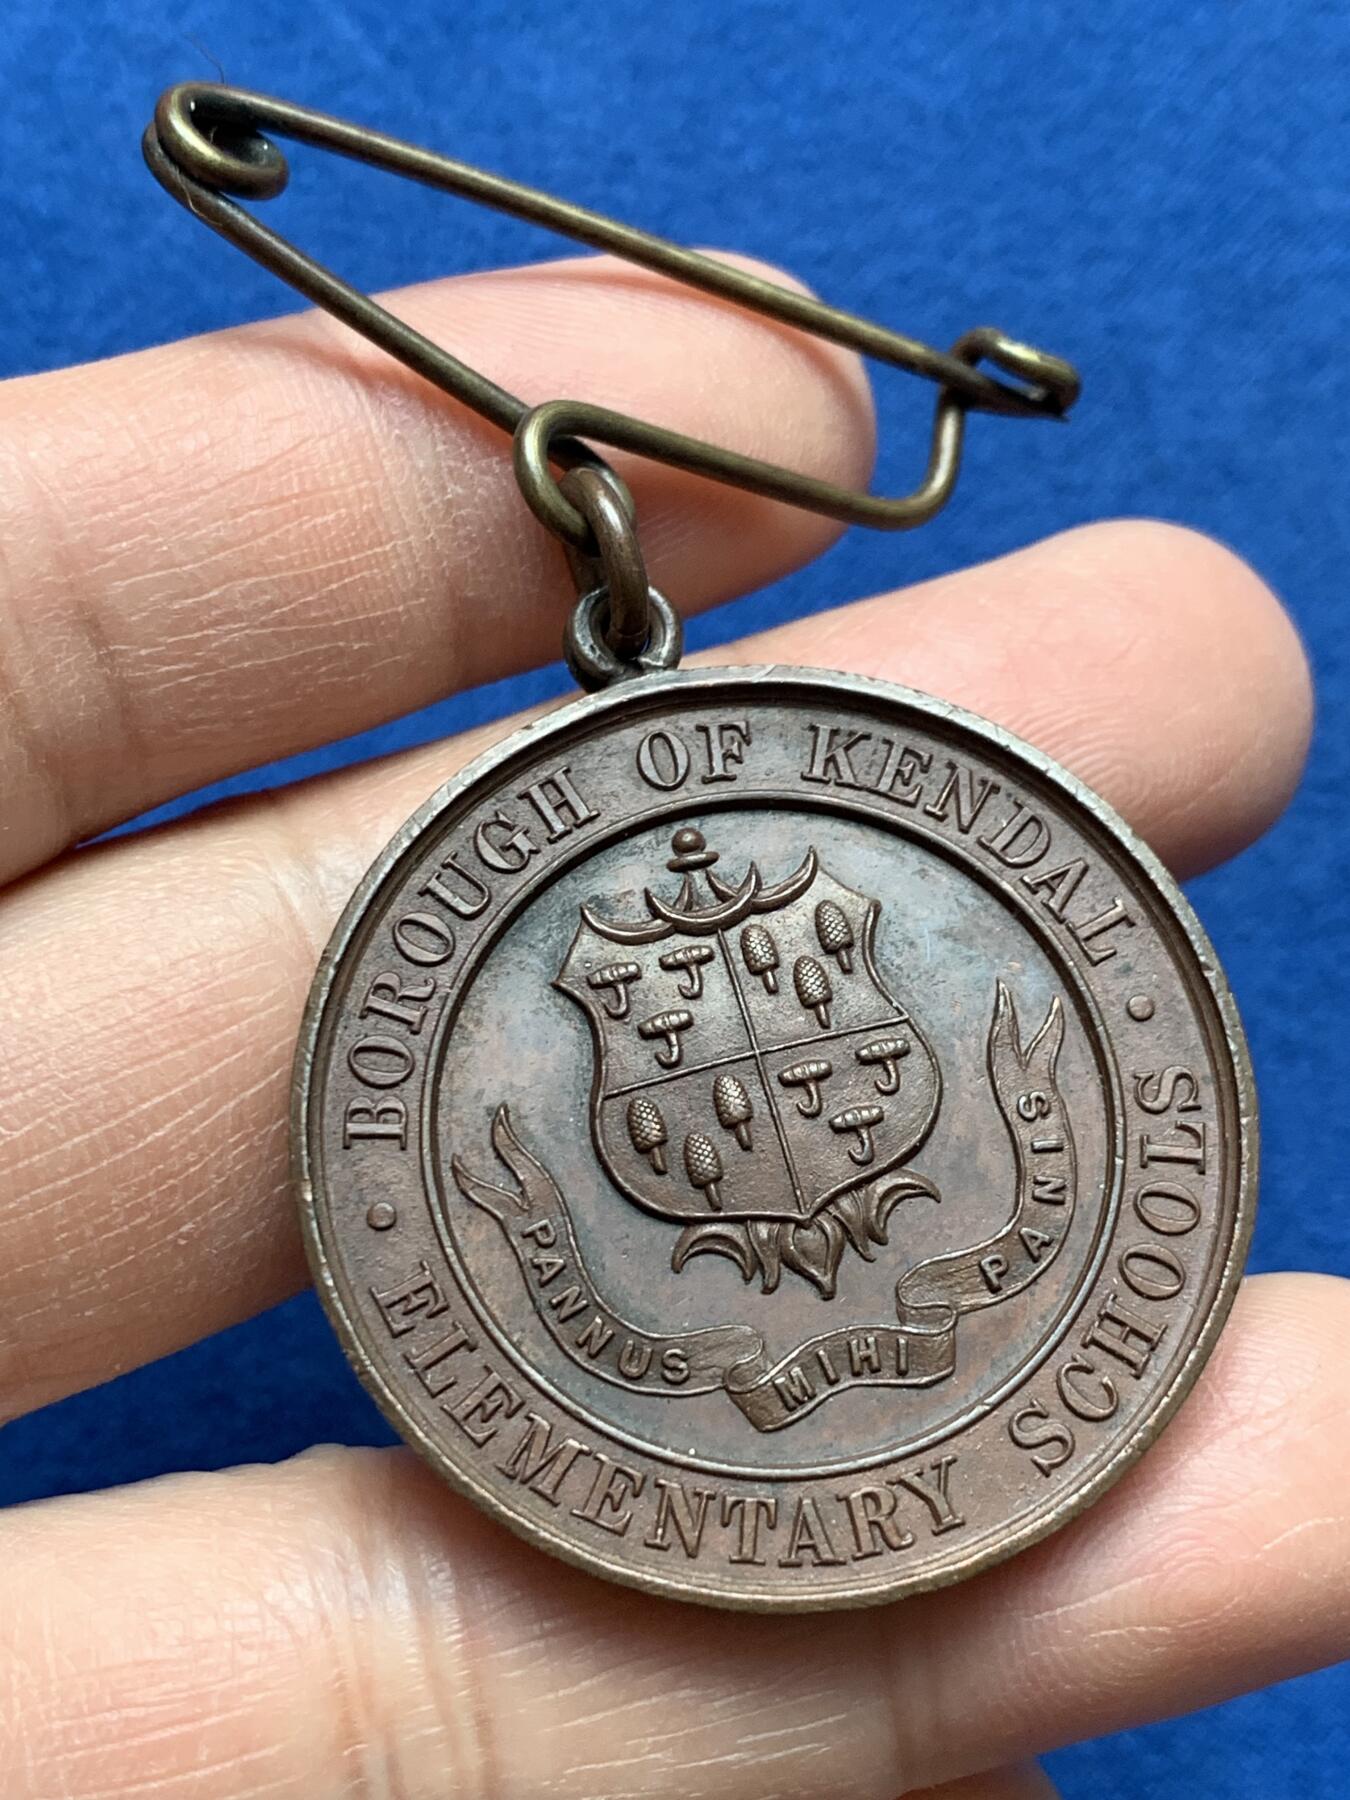 BOROUGH OF KENDAL
ELEMENTARY SCHOOLS
PANNUS MIHI PANIS